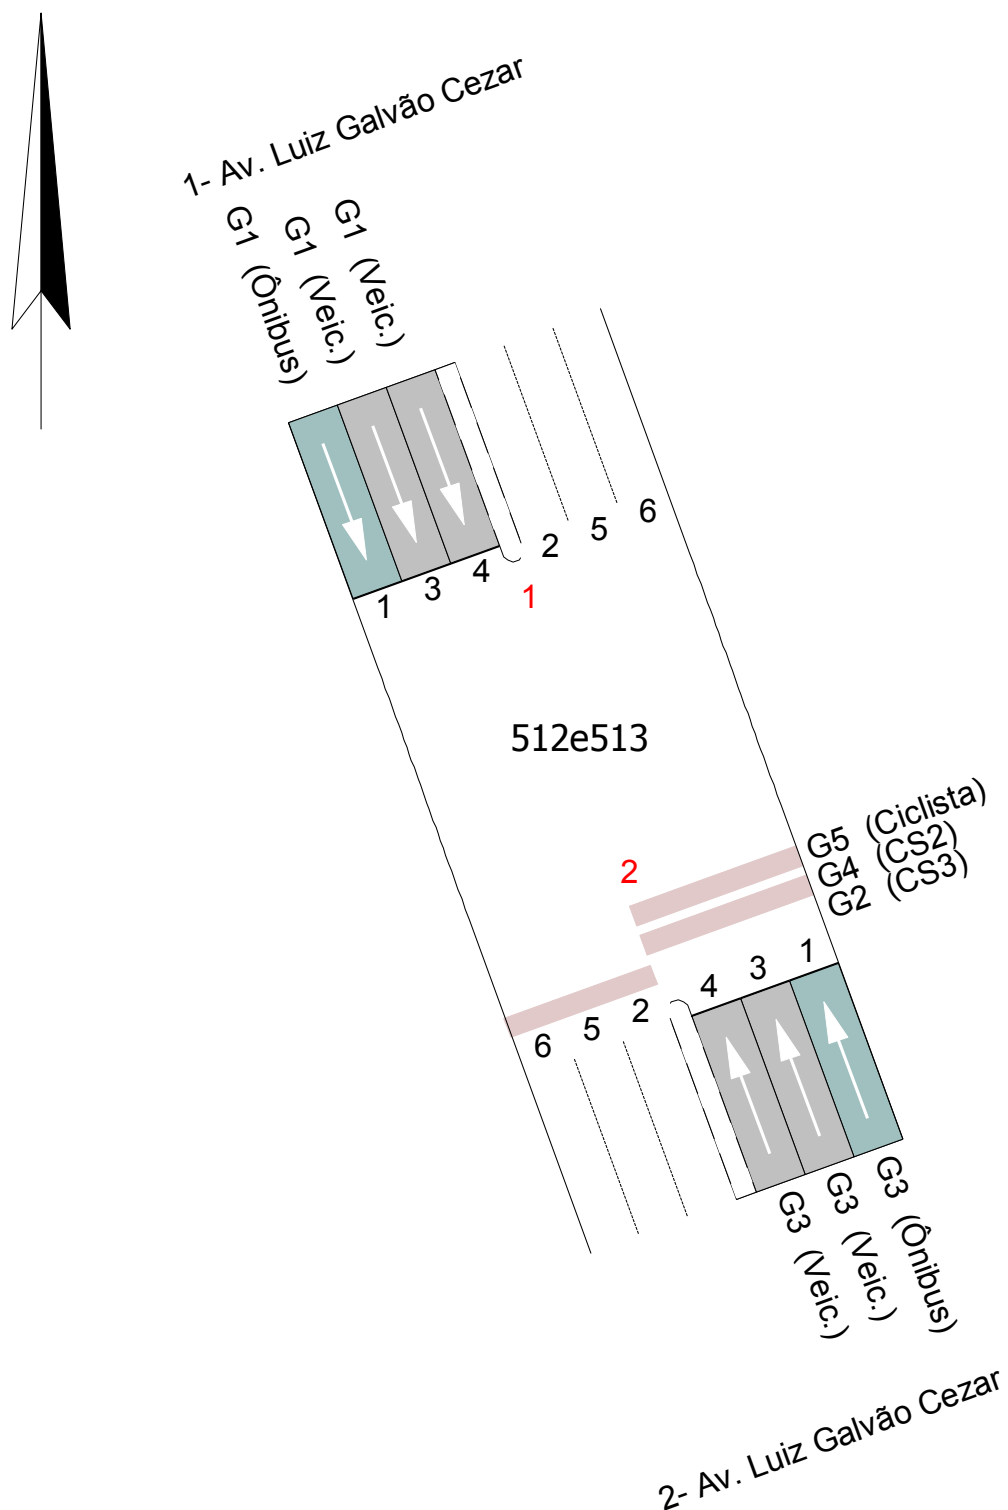 1- Av. Luiz Galvão Cezar
G1 (Ônibus)
G1 (Veic.)
G1 (Veic.)
1 3 4
2 5 6
1
512e513
2
G5 (Ciclista)
G4 (CS2)
G2 (CS3)
4 3 1
6 5 2
G3 (Veic.)
G3 (Veic.)
G3 (Ônibus)
2- Av. Luiz Galvão Cezar